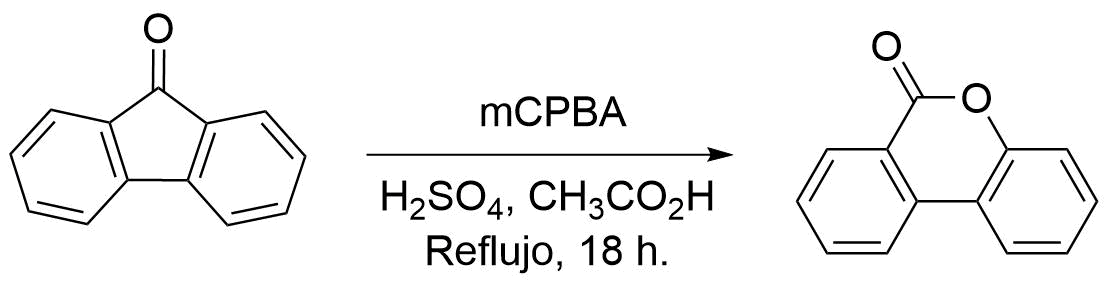 O
mCPBA
H₂SO₄, CH₃CO₂H
Reflujo, 18 h.
O
O